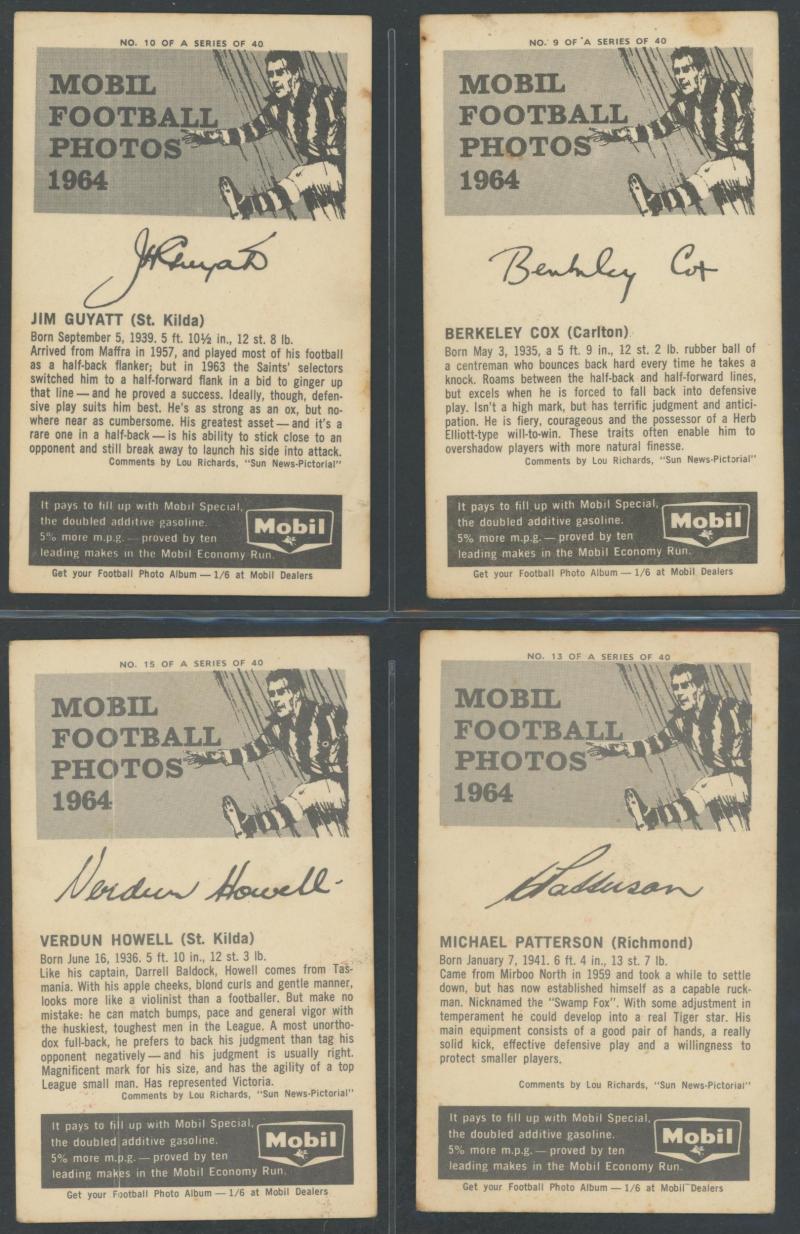 NO. 10 OF A SERIES OF 40
MOBIL
FOOTBALL
PHOTOS
1964
J H Guyatt
JIM GUYATT (St. Kilda)
Born September 5, 1939. 5 ft. 10½ in., 12 st. 8 lb.
Arrived from Maffra in 1957, and played most of his football
as a half-back flanker; but in 1963 the Saints' selectors
switched him to a half-forward flank in a bid to ginger up
that line — and he proved a success. Ideally, though, defen-
sive play suits him best. He's as strong as an ox, but no-
where near as cumbersome. His greatest asset — and it's a
rare one in a half-back — is his ability to stick close to an
opponent and still break away to launch his side into attack.
Comments by Lou Richards, "Sun News-Pictorial"
It pays to fill up with Mobil Special,
the doubled additive gasoline.
5% more m.p.g. — proved by ten
leading makes in the Mobil Economy Run.
Mobil
Get your Football Photo Album — 1/6 at Mobil Dealers
NO. 9 OF A SERIES OF 40
MOBIL
FOOTBALL
PHOTOS
1964
Berkeley Cox
BERKELEY COX (Carlton)
Born May 3, 1935, a 5 ft. 9 in., 12 st. 2 lb. rubber ball of
a centreman who bounces back hard every time he takes a
knock. Roams between the half-back and half-forward lines,
but excels when he is forced to fall back into defensive
play. Isn't a high mark, but has terrific judgment and antici-
pation. He is fiery, courageous and the possessor of a Herb
Elliott-type will-to-win. These traits often enable him to
overshadow players with more natural finesse.
Comments by Lou Richards, "Sun News-Pictorial"
It pays to fill up with Mobil Special,
the doubled additive gasoline.
5% more m.p.g. — proved by ten
leading makes in the Mobil Economy Run.
Mobil
Get your Football Photo Album — 1/6 at Mobil Dealers
NO. 15 OF A SERIES OF 40
MOBIL
FOOTBALL
PHOTOS
1964
Verdun Howell
VERDUN HOWELL (St. Kilda)
Born June 16, 1936. 5 ft. 10 in., 12 st. 3 lb.
Like his captain, Darrell Baldock, Howell comes from Tas-
mania. With his apple cheeks, blond curls and gentle manner,
looks more like a violinist than a footballer. But make no
mistake: he can match bumps, pace and general vigor with
the huskiest, toughest men in the League. A most unortho-
dox full-back, he prefers to back his judgment than tag his
opponent negatively — and his judgment is usually right.
Magnificent mark for his size, and has the agility of a top
League small man. Has represented Victoria.
Comments by Lou Richards, "Sun News-Pictorial"
It pays to fill up with Mobil Special,
the doubled additive gasoline.
5% more m.p.g. — proved by ten
leading makes in the Mobil Economy Run.
Mobil
Get your Football Photo Album — 1/6 at Mobil Dealers
NO. 13 OF A SERIES OF 40
MOBIL
FOOTBALL
PHOTOS
1964
Patterson
MICHAEL PATTERSON (Richmond)
Born January 7, 1941. 6 ft. 4 in., 13 st. 7 lb.
Came from Mirboo North in 1959 and took a while to settle
down, but has now established himself as a capable ruck-
man. Nicknamed the "Swamp Fox". With some adjustment in
temperament he could develop into a real Tiger star. His
main equipment consists of a good pair of hands, a really
solid kick, effective defensive play and a willingness to
protect smaller players.
Comments by Lou Richards, "Sun News-Pictorial"
It pays to fill up with Mobil Special,
the doubled additive gasoline.
5% more m.p.g. — proved by ten
leading makes in the Mobil Economy Run.
Mobil
Get your Football Photo Album — 1/6 at Mobil Dealers